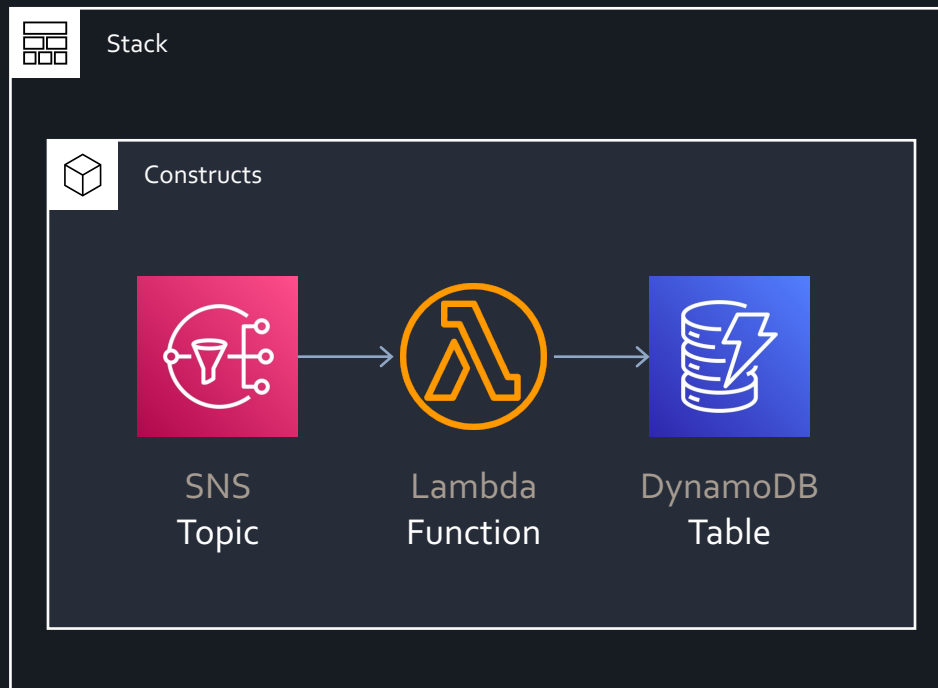 Stack
Constructs
SNS
Topic
Lambda
Function
DynamoDB
Table